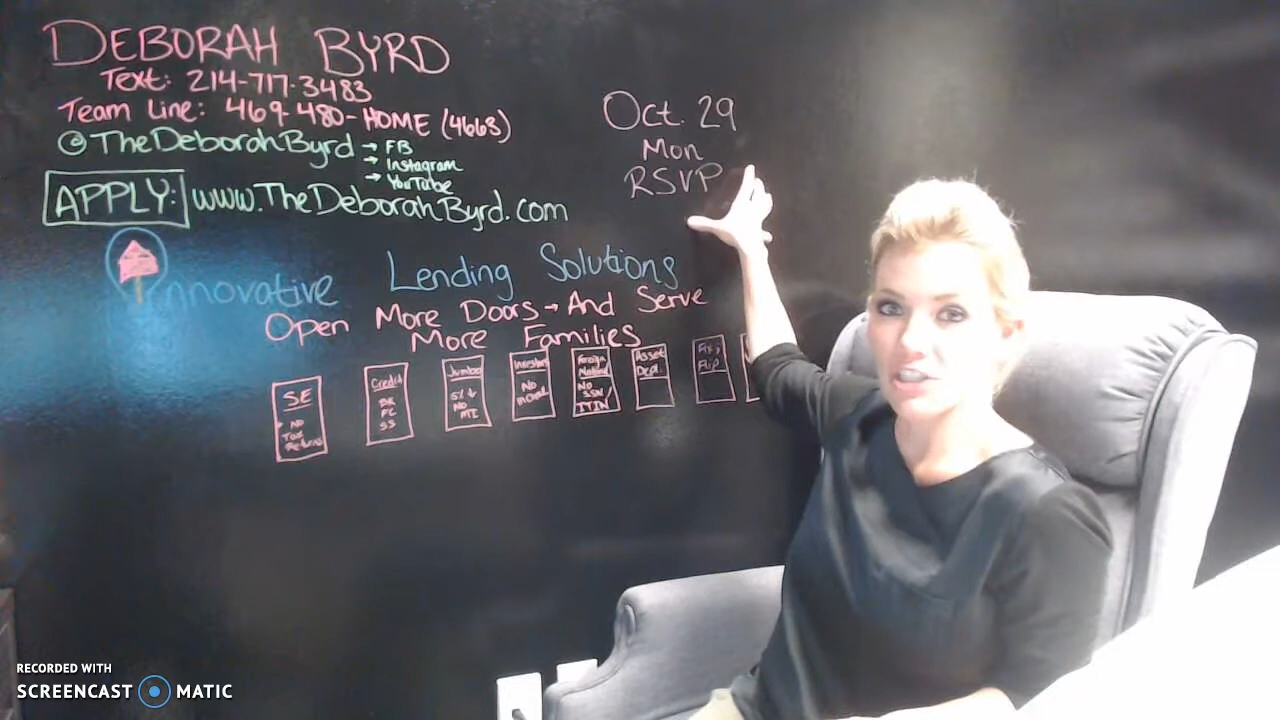 DEBORAH BYRD
Text: 214-717-3483
Team Line: 469-480-HOME (4663)
@TheDeborahByrd → FB
→ Instagram
→ YouTube
APPLY: www.TheDeborahByrd.com
Oct. 29
Mon
RSVP
Innovative Lending Solutions
Open More Doors → And Serve
More Families
SE
No
Tax
Returns
Credit
BK
FC
SS
Jumbo
5% ↓
No
MI
Investor
No
Income
Foreign
National
No
SSN/
ITIN
Asset
Depl.
Fix &
Flip
RECORDED WITH
SCREENCAST MATIC